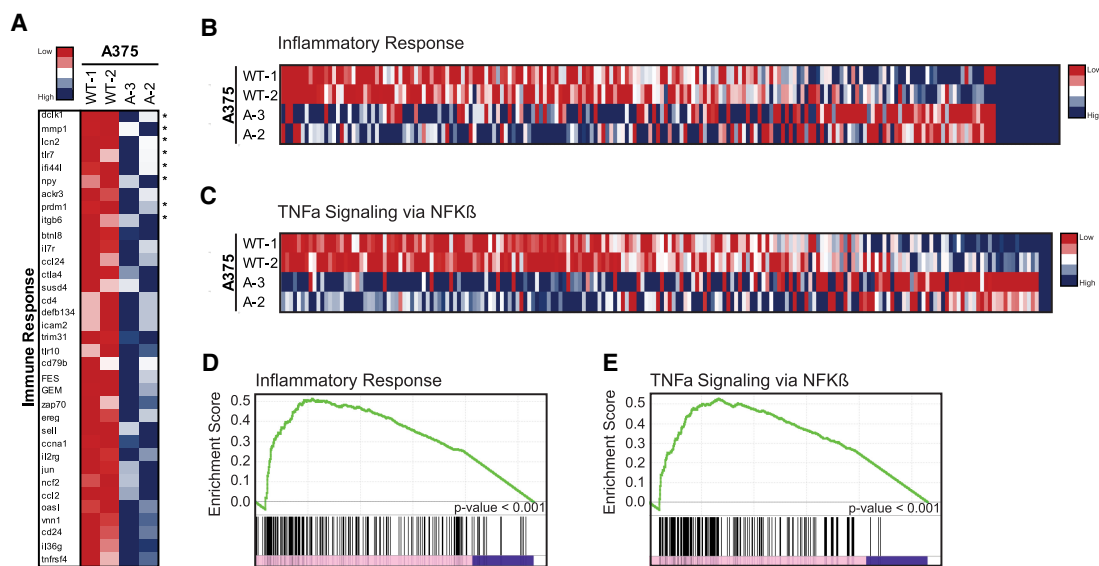 A
Low
High
A375
WT-1
WT-2
A-3
A-2
Immune Response
dclk1 *
mmp1 *
lcn2 *
tlr7 *
ifi44l *
npy *
ackr3
prdm1 *
itgb6 *
btnl8
il7r
ccl24
ctla4
susd4
cd4
defb134
icam2
trim31
tlr10
cd79b
FES
GEM
zap70
ereg
sell
ccna1
il2rg
jun
ncf2
ccl2
oasl
vnn1
cd24
il36g
tnfrsf4
B
Inflammatory Response
A375
WT-1
WT-2
A-3
A-2
Low
High
C
TNFa Signaling via NFKß
A375
WT-1
WT-2
A-3
A-2
Low
High
D
Inflammatory Response
Enrichment Score
0.5
0.4
0.3
0.2
0.1
0.0
p-value < 0.001
E
TNFa Signaling via NFKß
Enrichment Score
0.5
0.4
0.3
0.2
0.1
0.0
p-value < 0.001